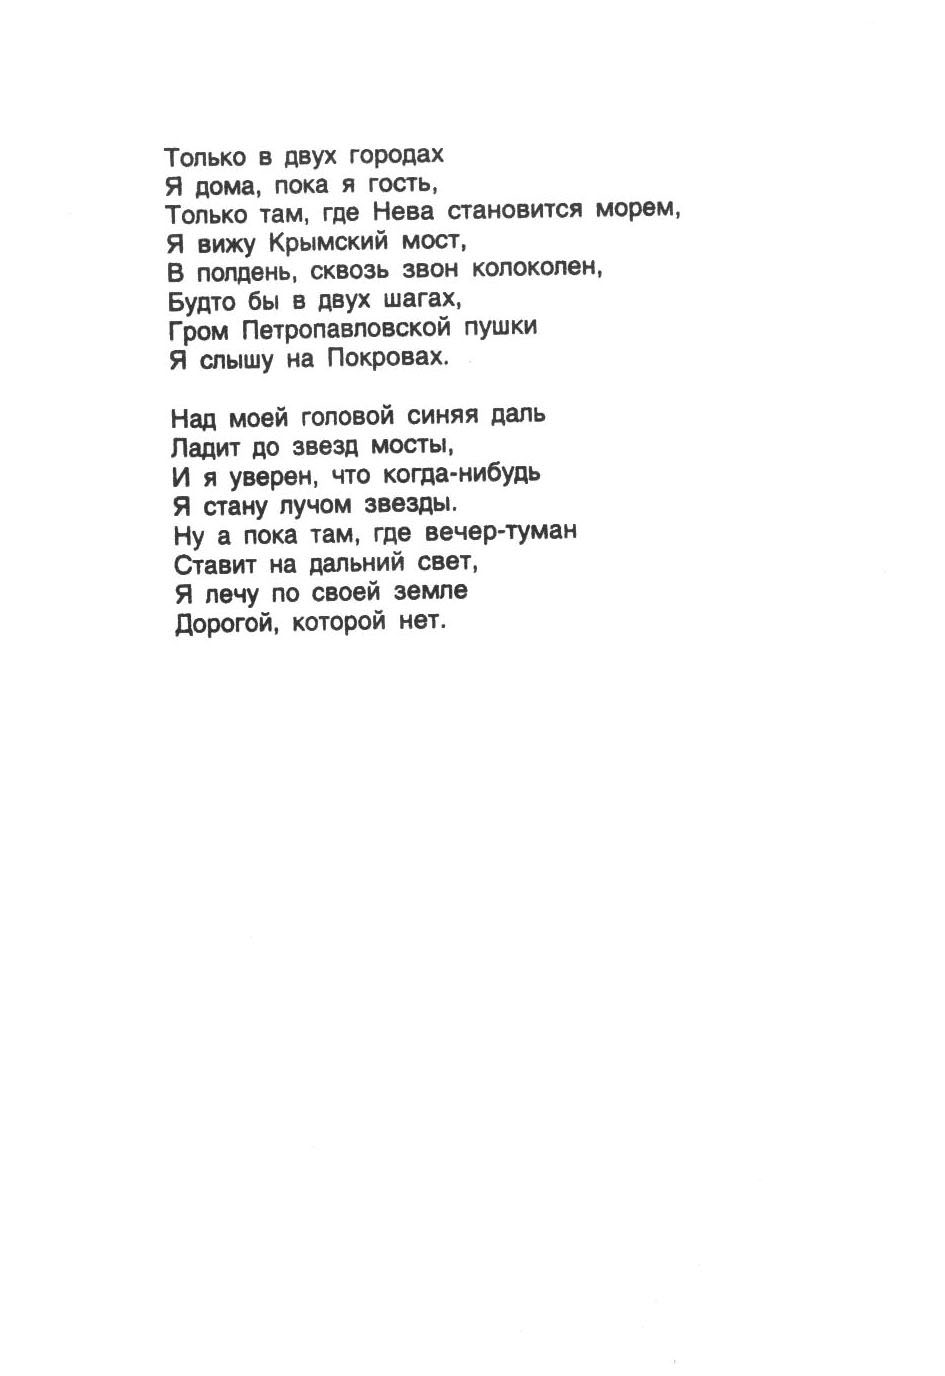 Только в двух городах
Я дома, пока я гость,
Только там, где Нева становится морем,
Я вижу Крымский мост,
В полдень, сквозь звон колоколен,
Будто бы в двух шагах,
Гром Петропавловской пушки
Я слышу на Покровах.

Над моей головой синяя даль
Ладит до звезд мосты,
И я уверен, что когда-нибудь
Я стану лучом звезды.
Ну а пока там, где вечер-туман
Ставит на дальний свет,
Я лечу по своей земле
Дорогой, которой нет.